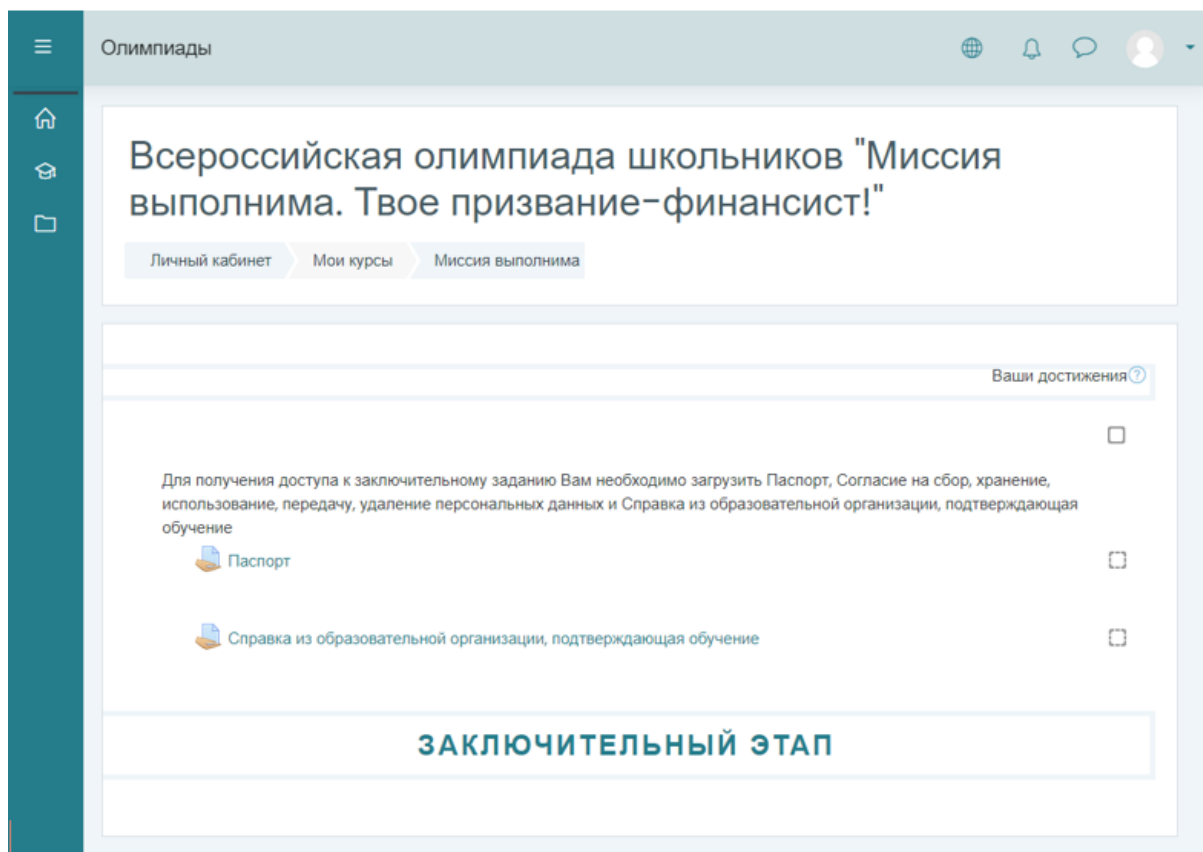 Олимпиады
Всероссийская олимпиада школьников "Миссия
выполнима. Твое призвание-финансист!"
Личный кабинет Мои курсы Миссия выполнима
Ваши достижения
Для получения доступа к заключительному заданию Вам необходимо загрузить Паспорт, Согласие на сбор, хранение,
использование, передачу, удаление персональных данных и Справка из образовательной организации, подтверждающая
обучение
Паспорт
Справка из образовательной организации, подтверждающая обучение
ЗАКЛЮЧИТЕЛЬНЫЙ ЭТАП